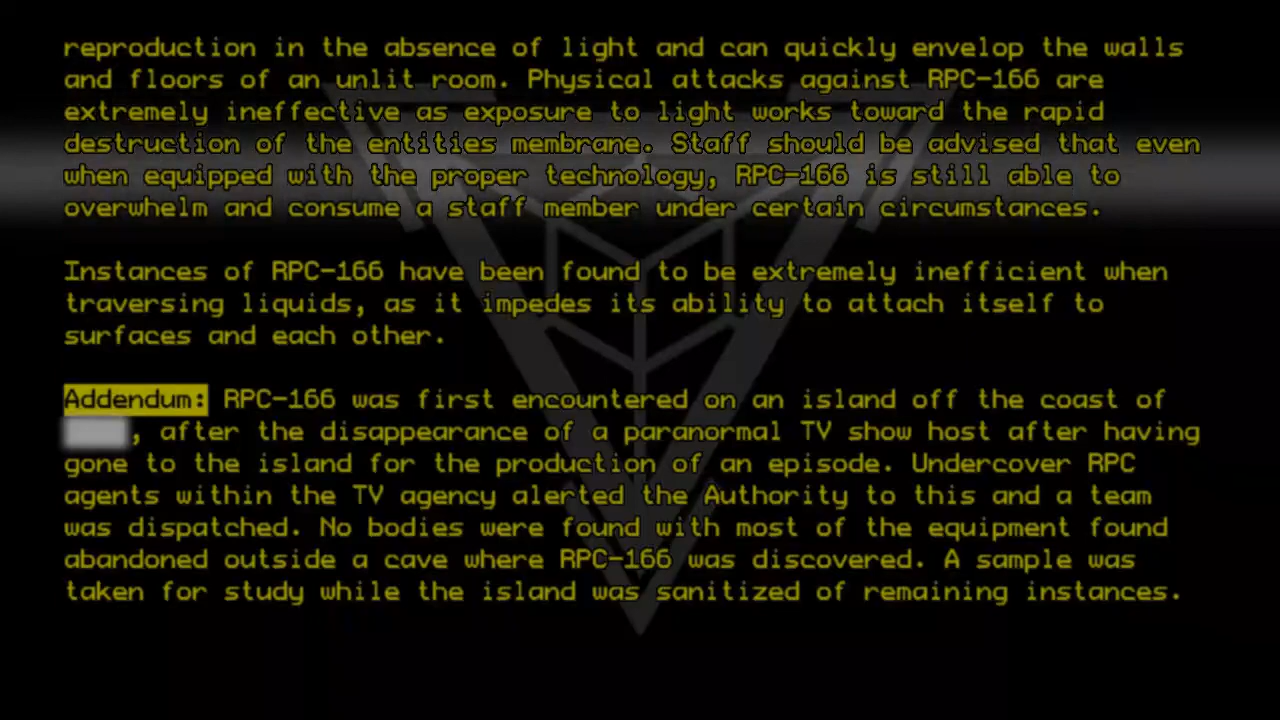 reproduction in the absence of light and can quickly envelop the walls
and floors of an unlit room. Physical attacks against RPC-166 are
extremely ineffective as exposure to light works toward the rapid
destruction of the entities membrane. Staff should be advised that even
when equipped with the proper technology, RPC-166 is still able to
overwhelm and consume a staff member under certain circumstances.
Instances of RPC-166 have been found to be extremely inefficient when
traversing liquids, as it impedes its ability to attach itself to
surfaces and each other.
Addendum: RPC-166 was first encountered on an island off the coast of
, after the disappearance of a paranormal TV show host after having
gone to the island for the production of an episode. Undercover RPC
agents within the TV agency alerted the Authority to this and a team
was dispatched. No bodies were found with most of the equipment found
abandoned outside a cave where RPC-166 was discovered. A sample was
taken for study while the island was sanitized of remaining instances.